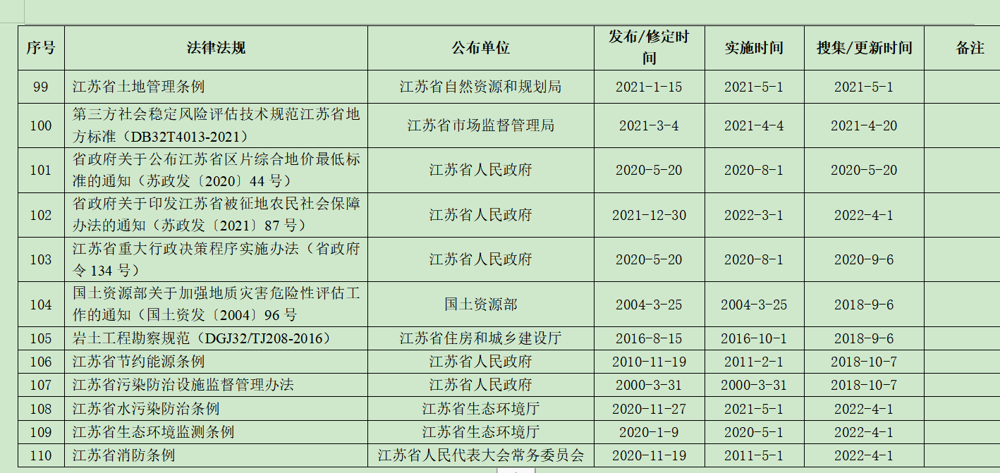 序号 法律法规 公布单位 发布/修定时间 实施时间 搜集/更新时间 备注
99 江苏省土地管理条例 江苏省自然资源和规划局 2021-1-15 2021-5-1 2021-5-1
100 第三方社会稳定风险评估技术规范江苏省地方标准（DB32T4013-2021） 江苏省市场监督管理局 2021-3-4 2021-4-4 2021-4-20
101 省政府关于公布江苏省区片综合地价最低标准的通知（苏政发〔2020〕44 号） 江苏省人民政府 2020-5-20 2020-8-1 2020-5-20
102 省政府关于印发江苏省被征地农民社会保障办法的通知（苏政发〔2021〕87 号） 江苏省人民政府 2021-12-30 2022-3-1 2022-4-1
103 江苏省重大行政决策程序实施办法（省政府令 134 号） 江苏省人民政府 2020-5-20 2020-8-1 2020-9-6
104 国土资源部关于加强地质灾害危险性评估工作的通知（国土资发〔2004〕96 号 国土资源部 2004-3-25 2004-3-25 2018-9-6
105 岩土工程勘察规范（DGJ32/TJ208-2016） 江苏省住房和城乡建设厅 2016-8-15 2016-10-1 2018-9-6
106 江苏省节约能源条例 江苏省人民政府 2010-11-19 2011-2-1 2018-10-7
107 江苏省污染防治设施监督管理办法 江苏省人民政府 2000-3-31 2000-3-31 2018-10-7
108 江苏省水污染防治条例 江苏省生态环境厅 2020-11-27 2021-5-1 2022-4-1
109 江苏省生态环境监测条例 江苏省生态环境厅 2020-1-9 2020-5-1 2022-4-1
110 江苏省消防条例 江苏省人民代表大会常务委员会 2020-11-19 2011-5-1 2022-4-1